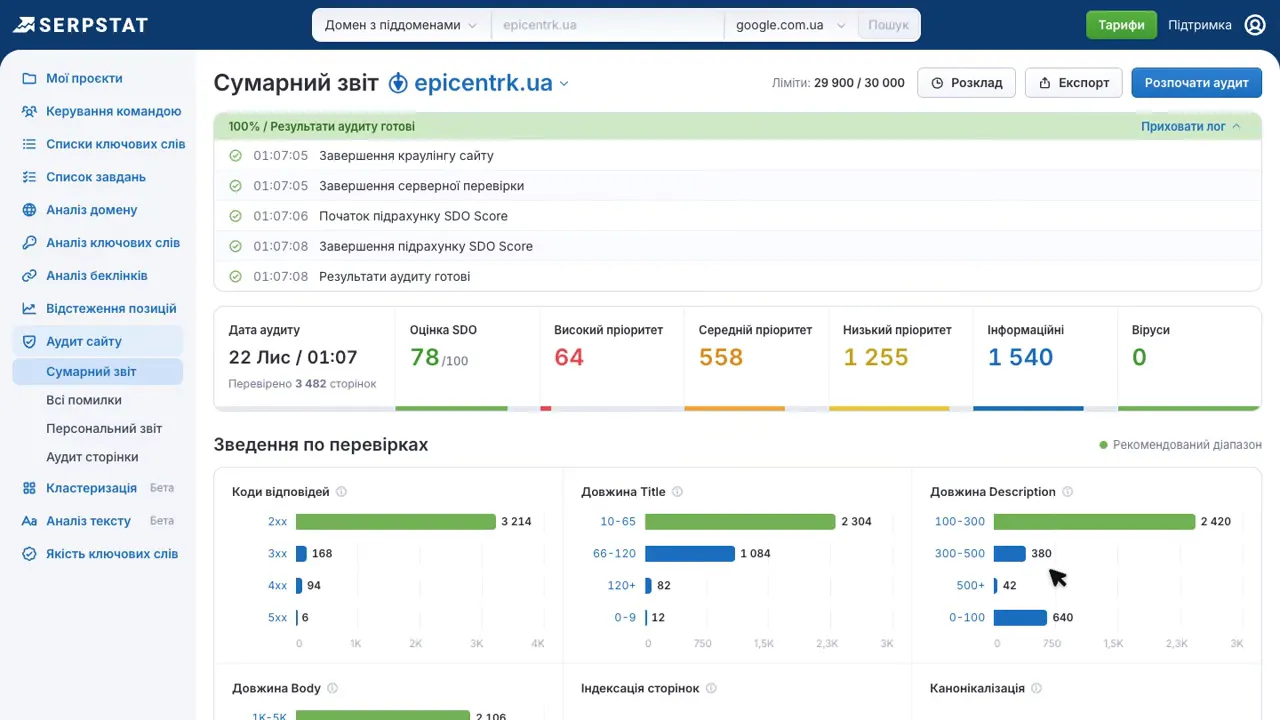 SERPSTAT
Домен з піддоменами
epicentrk.ua
google.com.ua
Пошук
Тарифи
Підтримка
Мої проєкти
Керування командою
Списки ключових слів
Список завдань
Аналіз домену
Аналіз ключових слів
Аналіз беклінків
Відстеження позицій
Аудит сайту
Сумарний звіт
Всі помилки
Персональний звіт
Аудит сторінки
Кластеризація Бета
Аналіз тексту Бета
Якість ключових слів
Сумарний звіт epicentrk.ua
Ліміти: 29 900 / 30 000
Розклад
Експорт
Розпочати аудит
100% / Результати аудиту готові
Приховати лог
01:07:05 Завершення краулінгу сайту
01:07:05 Завершення серверної перевірки
01:07:06 Початок підрахунку SDO Score
01:07:08 Завершення підрахунку SDO Score
01:07:08 Результати аудиту готові
Дата аудиту
22 Лис / 01:07
Перевірено 3 482 сторінок
Оцінка SDO
78/100
Високий пріоритет
64
Середній пріоритет
558
Низький пріоритет
1 255
Інформаційні
1 540
Віруси
0
Зведення по перевірках
Рекомендований діапазон
Коди відповідей
2xx 3 214
3xx 168
4xx 94
5xx 6
0 1K 2K 3K 4K
Довжина Title
10-65 2 304
66-120 1 084
120+ 82
0-9 12
0 750 1,5K 2,3K 3K
Довжина Description
100-300 2 420
300-500 380
500+ 42
0-100 640
0 750 1,5K 2,3K 3K
Довжина Body
1K-5K 2 106
Індексація сторінок
Канонікалізація